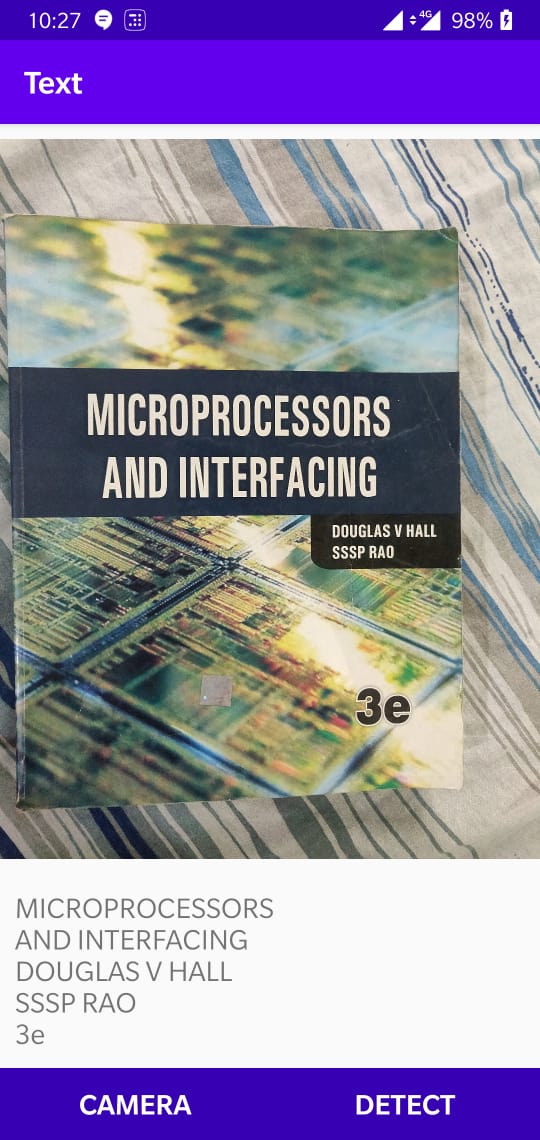 10:27
4G 98%
Text
MICROPROCESSORS
AND INTERFACING
DOUGLAS V HALL
SSSP RAO
3e
MICROPROCESSORS
AND INTERFACING
DOUGLAS V HALL
SSSP RAO
3e
CAMERA DETECT